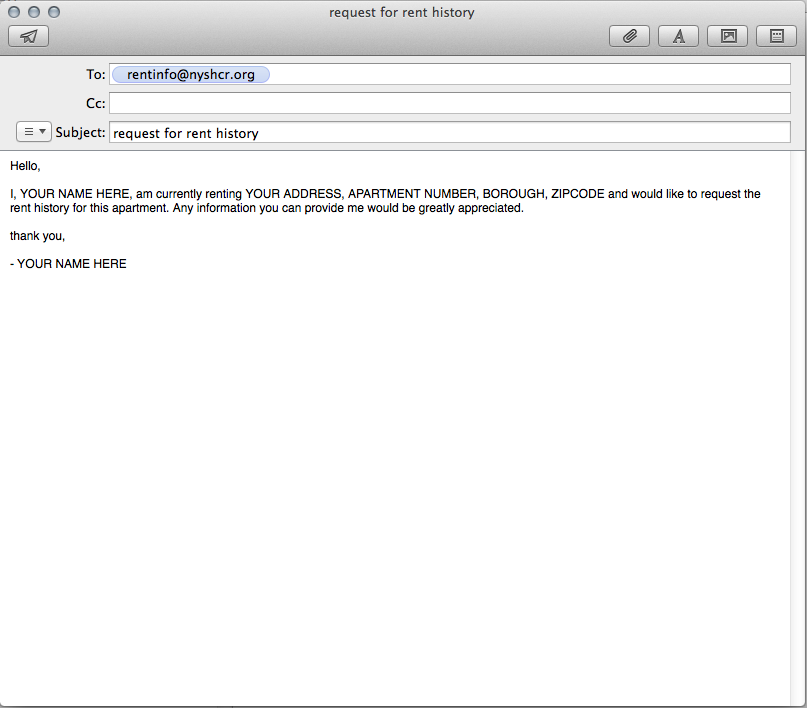 request for rent history
To: rentinfo@nyshcr.org
Cc:
Subject: request for rent history
Hello,
I, YOUR NAME HERE, am currently renting YOUR ADDRESS, APARTMENT NUMBER, BOROUGH, ZIPCODE and would like to request the
rent history for this apartment. Any information you can provide me would be greatly appreciated.
thank you,
- YOUR NAME HERE